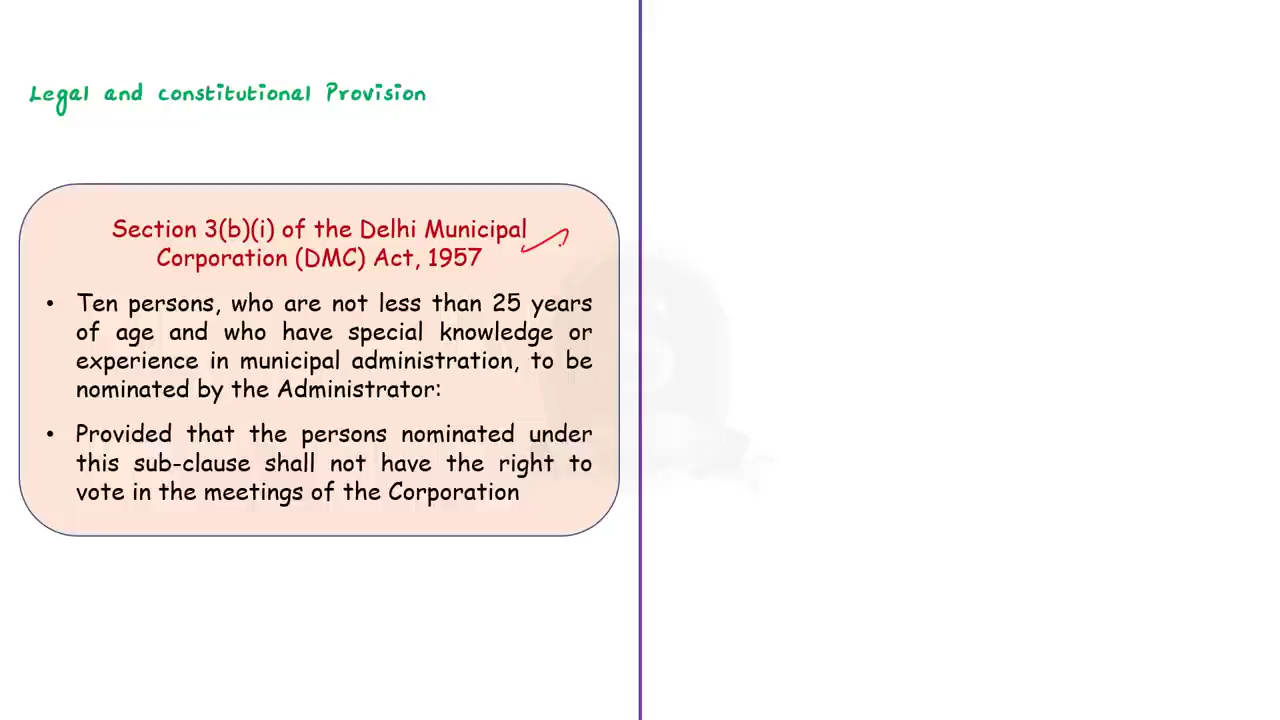 Legal and constitutional Provision
Section 3(b)(i) of the Delhi Municipal
Corporation (DMC) Act, 1957
• Ten persons, who are not less than 25 years
of age and who have special knowledge or
experience in municipal administration, to be
nominated by the Administrator:
• Provided that the persons nominated under
this sub-clause shall not have the right to
vote in the meetings of the Corporation